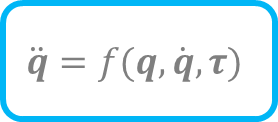 q̈ = f(q, q̇, τ)